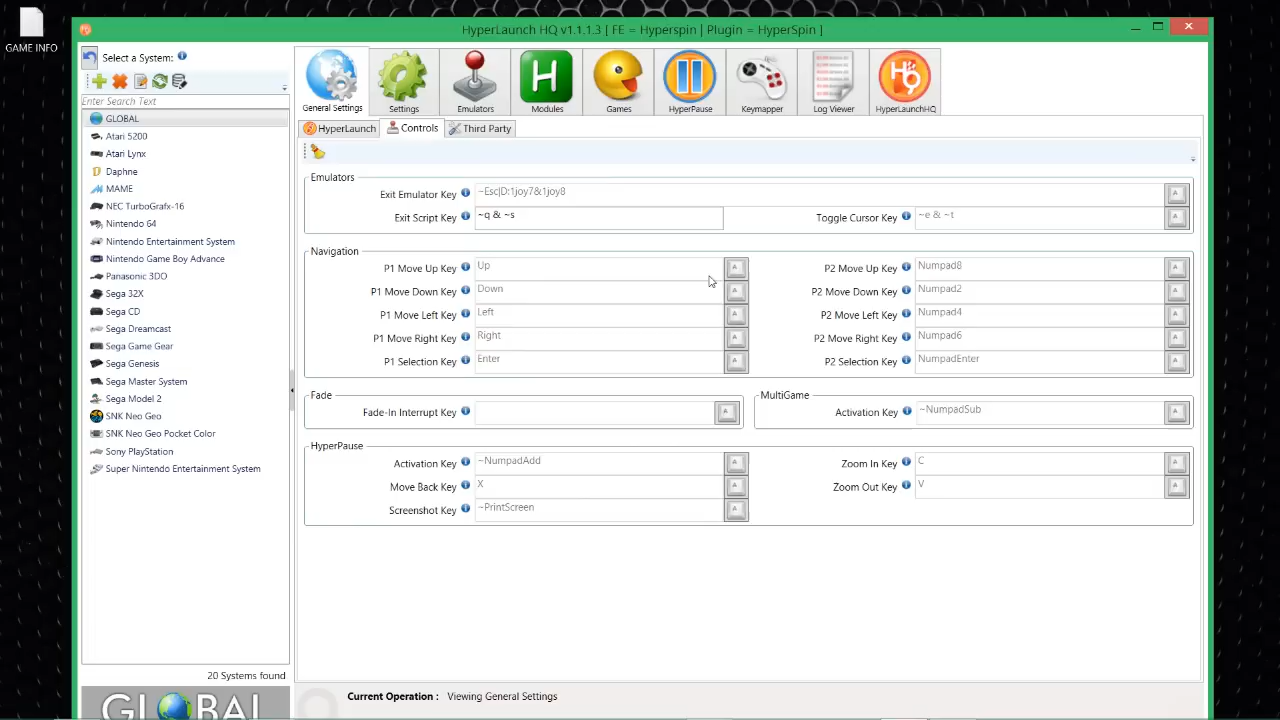 GAME INFO
HyperLaunch HQ v1.1.1.3 [ FE = Hyperspin | Plugin = HyperSpin ]
Select a System:
Enter Search Text
GLOBAL
Atari 5200
Atari Lynx
Daphne
MAME
NEC TurboGrafx-16
Nintendo 64
Nintendo Entertainment System
Nintendo Game Boy Advance
Panasonic 3DO
Sega 32X
Sega CD
Sega Dreamcast
Sega Game Gear
Sega Genesis
Sega Master System
Sega Model 2
SNK Neo Geo
SNK Neo Geo Pocket Color
Sony PlayStation
Super Nintendo Entertainment System
20 Systems found
GLOBAL
General Settings
Settings
Emulators
Modules
Games
HyperPause
Keymapper
Log Viewer
HyperLaunchHQ
HyperLaunch
Controls
Third Party
Emulators
Exit Emulator Key ~Esc|D:1joy7&1joy8
Exit Script Key ~q & ~s
Toggle Cursor Key ~e & ~t
Navigation
P1 Move Up Key Up
P2 Move Up Key Numpad8
P1 Move Down Key Down
P2 Move Down Key Numpad2
P1 Move Left Key Left
P2 Move Left Key Numpad4
P1 Move Right Key Right
P2 Move Right Key Numpad6
P1 Selection Key Enter
P2 Selection Key NumpadEnter
Fade
Fade-In Interrupt Key
MultiGame
Activation Key ~NumpadSub
HyperPause
Activation Key ~NumpadAdd
Zoom In Key C
Move Back Key X
Zoom Out Key V
Screenshot Key ~PrintScreen
Current Operation : Viewing General Settings